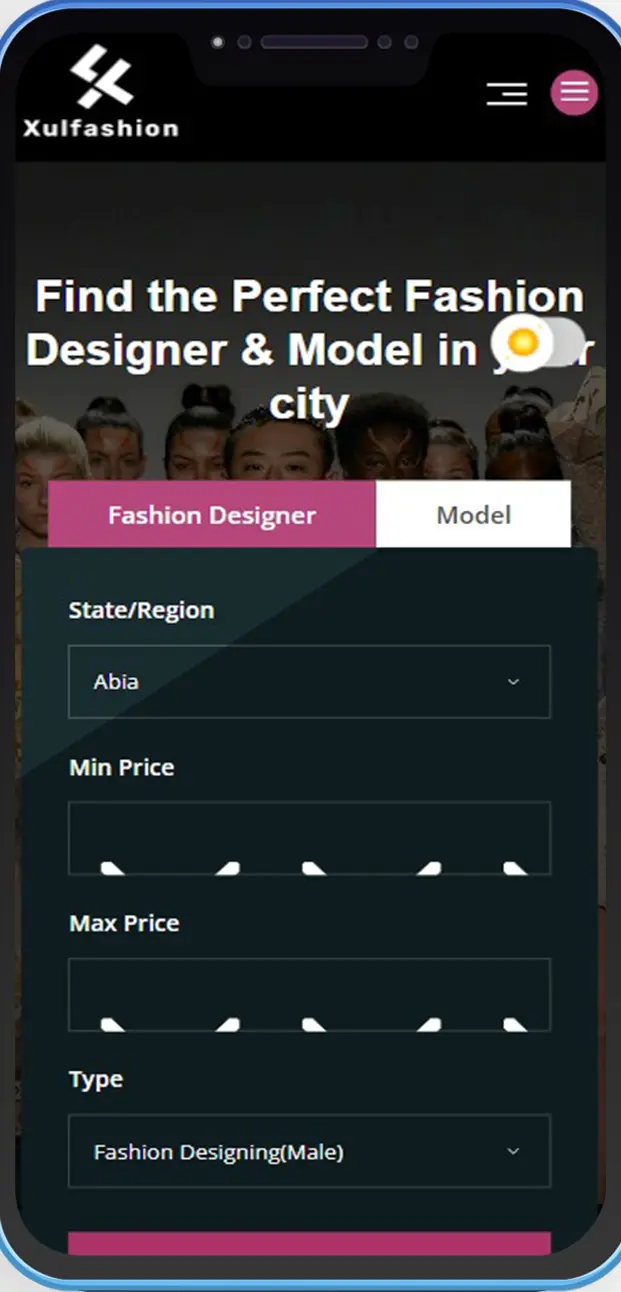 Xulfashion
Find the Perfect Fashion
Designer & Model in
city
Fashion Designer
Model
State/Region
Abia
Min Price
Max Price
Type
Fashion Designing(Male)